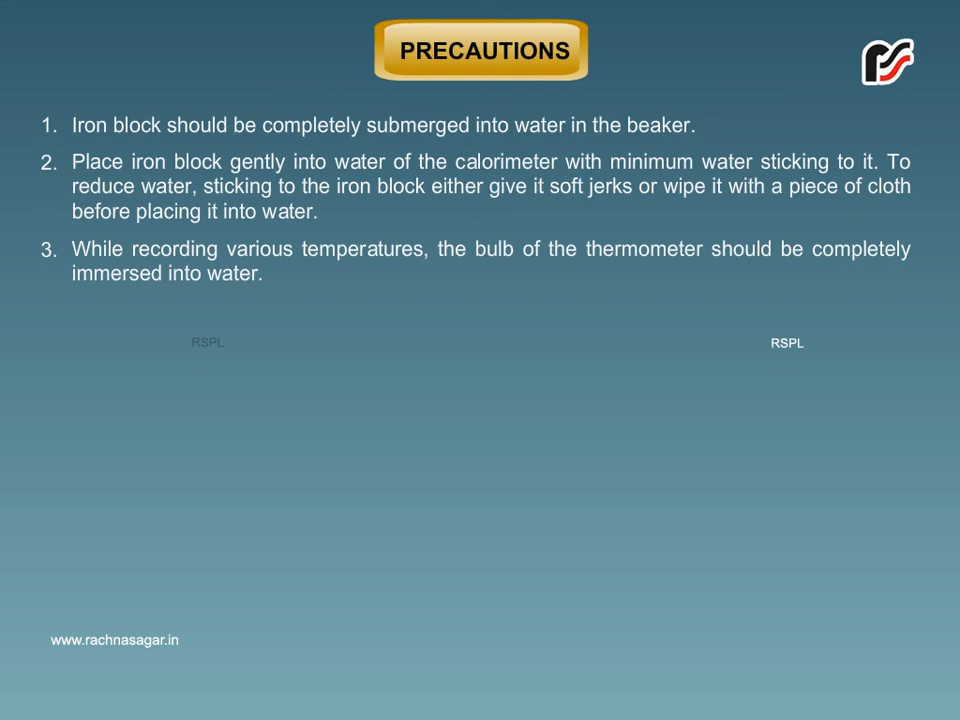 PRECAUTIONS
1. Iron block should be completely submerged into water in the beaker.
2. Place iron block gently into water of the calorimeter with minimum water sticking to it. To
reduce water, sticking to the iron block either give it soft jerks or wipe it with a piece of cloth
before placing it into water.
3. While recording various temperatures, the bulb of the thermometer should be completely
immersed into water.
RSPL RSPL
www.rachnasagar.in